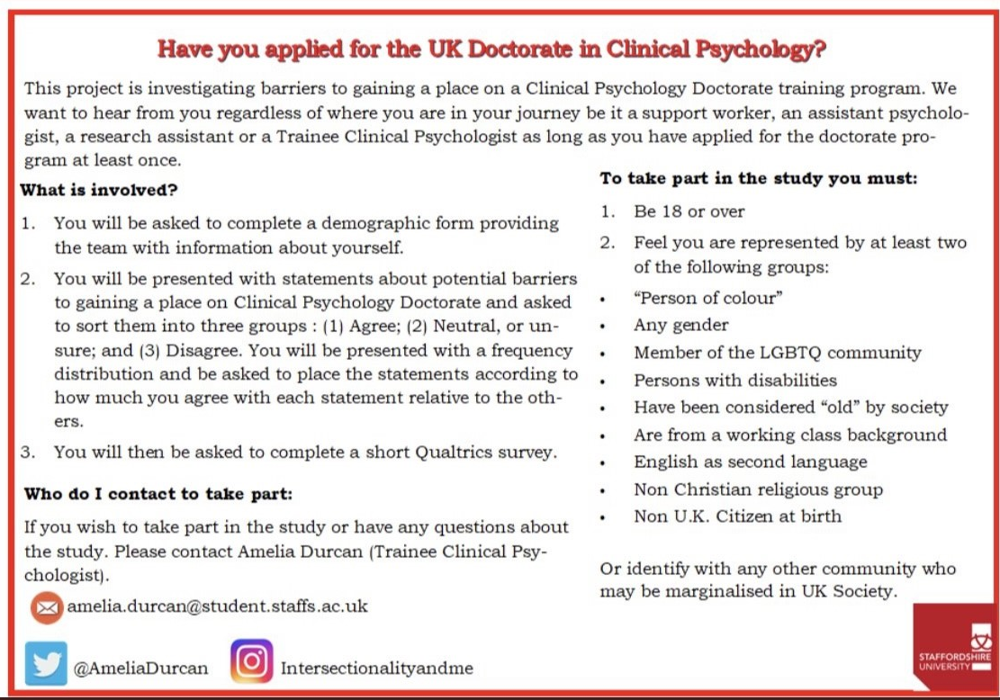 Have you applied for the UK Doctorate in Clinical Psychology?
This project is investigating barriers to gaining a place on a Clinical Psychology Doctorate training program. We
want to hear from you regardless of where you are in your journey be it a support worker, an assistant psycholo-
gist, a research assistant or a Trainee Clinical Psychologist as long as you have applied for the doctorate pro-
gram at least once.
What is involved?
1. You will be asked to complete a demographic form providing
the team with information about yourself.
2. You will be presented with statements about potential barriers
to gaining a place on Clinical Psychology Doctorate and asked
to sort them into three groups : (1) Agree; (2) Neutral, or un-
sure; and (3) Disagree. You will be presented with a frequency
distribution and be asked to place the statements according to
how much you agree with each statement relative to the oth-
ers.
3. You will then be asked to complete a short Qualtrics survey.
Who do I contact to take part:
If you wish to take part in the study or have any questions about
the study. Please contact Amelia Durcan (Trainee Clinical Psy-
chologist).
amelia.durcan@student.staffs.ac.uk
@AmeliaDurcan
Intersectionalityandme
To take part in the study you must:
1. Be 18 or over
2. Feel you are represented by at least two
of the following groups:
• “Person of colour”
• Any gender
• Member of the LGBTQ community
• Persons with disabilities
• Have been considered “old” by society
• Are from a working class background
• English as second language
• Non Christian religious group
• Non U.K. Citizen at birth
Or identify with any other community who
may be marginalised in UK Society.
STAFFORDSHIRE
UNIVERSITY